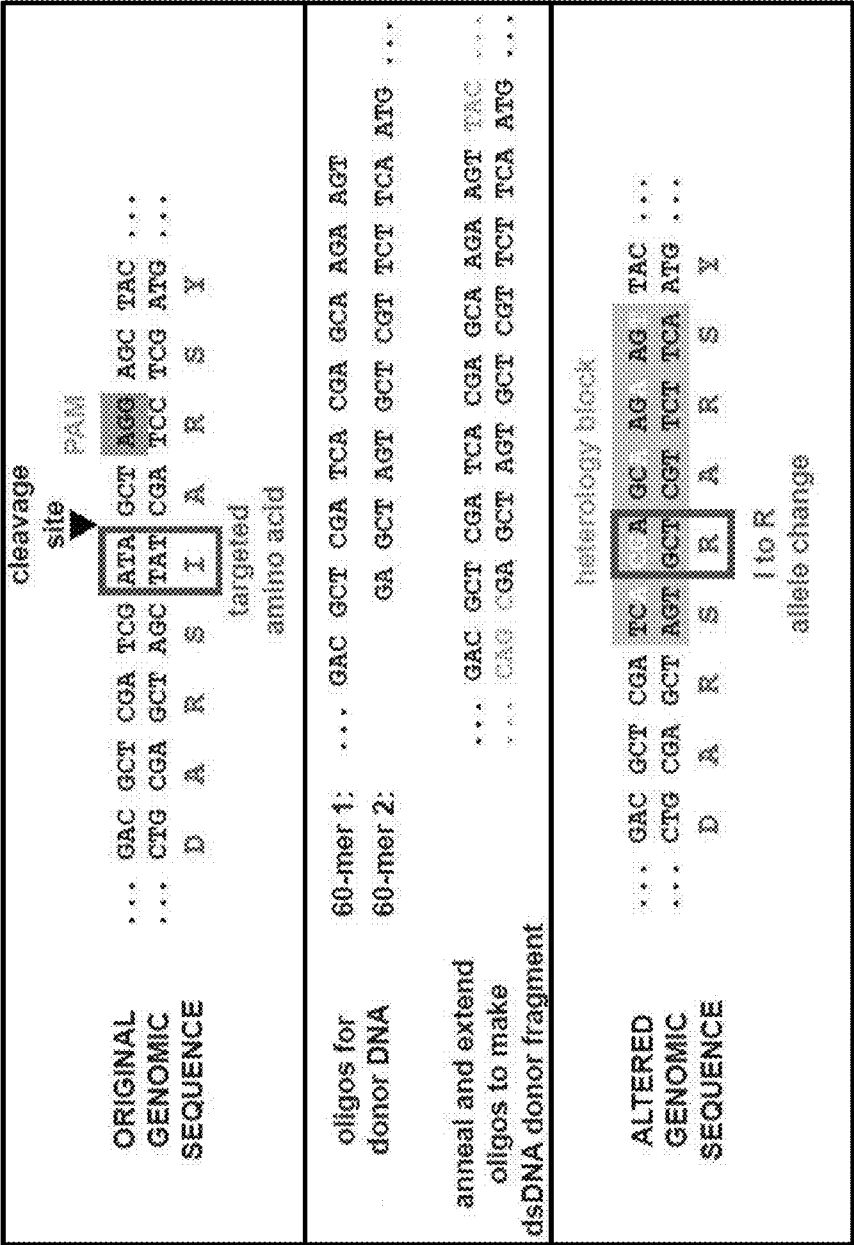 cleavage
site
PAM
ORIGINAL ... GAC GCT CGA TCG ATA GCT AGG AGC TAC ...
GENOMIC ... CTG CGA GCT AGC TAT CGA TCC TCG ATG ...
SEQUENCE D A R S I A R S Y
targeted
amino acid
oligos for 60-mer 1: ... GAC GCT CGA TCA CGA GCA AGA AGT
donor DNA 60-mer 2: GA GCT AGT GCT CGT TCT TCA ATG ...
anneal and extend ... GAC GCT CGA TCA CGA GCA AGA AGT TAC ...
oligos to make ... CAG CGA GCT AGT GCT CGT TCT TCA ATG ...
dsDNA donor fragment
heterology block
ALTERED ... GAC GCT CGA TC A GC AG AG TAC ...
GENOMIC ... CTG CGA GCT AGT GCT CGT TCT TCA ATG ...
SEQUENCE D A R S R A R S Y
I to R
allele change